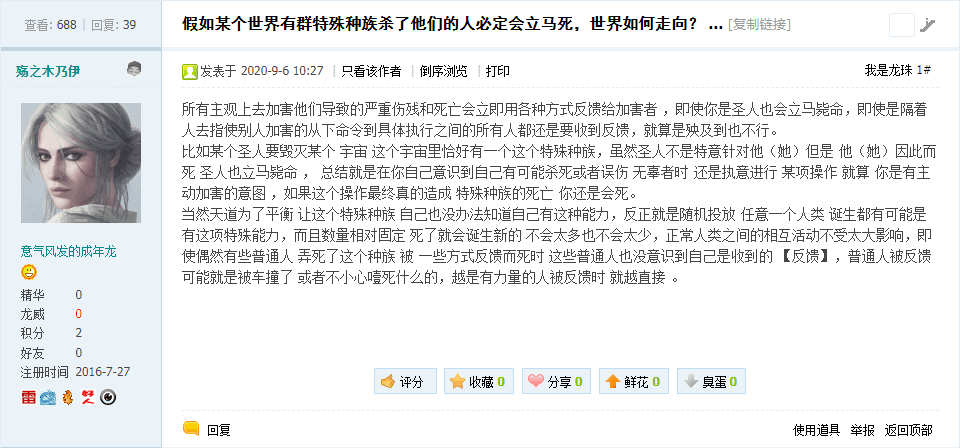 查看: 688 | 回复: 39
假如某个世界有群特殊种族杀了他们的人必定会立马死，世界如何走向？ ... [复制链接]
殇之木乃伊
发表于 2020-9-6 10:27 | 只看该作者 | 倒序浏览 | 打印
我是龙珠 1#
所有主观上去加害他们导致的严重伤残和死亡会立即用各种方式反馈给加害者 ，即使你是圣人也会立马毙命，即使是隔着
人去指使别人加害的从下命令到具体执行之间的所有人都还是要收到反馈，就算是殃及到也不行。
比如某个圣人要毁灭某个 宇宙 这个宇宙里恰好有一个这个特殊种族，虽然圣人不是特意针对他（她）但是 他（她）因此而
死 圣人也立马毙命 ， 总结就是在你自己意识到自己有可能杀死或者误伤 无辜者时 还是执意进行 某项操作 就算 你是有主
动加害的意图 ，如果这个操作最终真的造成 特殊种族的死亡 你还是会死。
当然天道为了平衡 让这个特殊种族 自己也没办法知道自己有这种能力，反正就是随机投放 任意一个人类 诞生都有可能是
有这项特殊能力，而且数量相对固定 死了就会诞生新的 不会太多也不会太少，正常人类之间的相互活动不受太大影响，即
使偶然有些普通人 弄死了这个种族 被 一些方式反馈而死时 这些普通人也没意识到自己是收到的 【反馈】，普通人被反馈
可能就是被车撞了 或者不小心噎死什么的，越是有力量的人被反馈时 就越直接 。
意气风发的成年龙
精华 0
龙威 0
积分 2
好友 0
注册时间 2016-7-27
雷
评分
收藏 0
分享 0
鲜花 0
臭蛋 0
回复
使用道具 举报 返回顶部